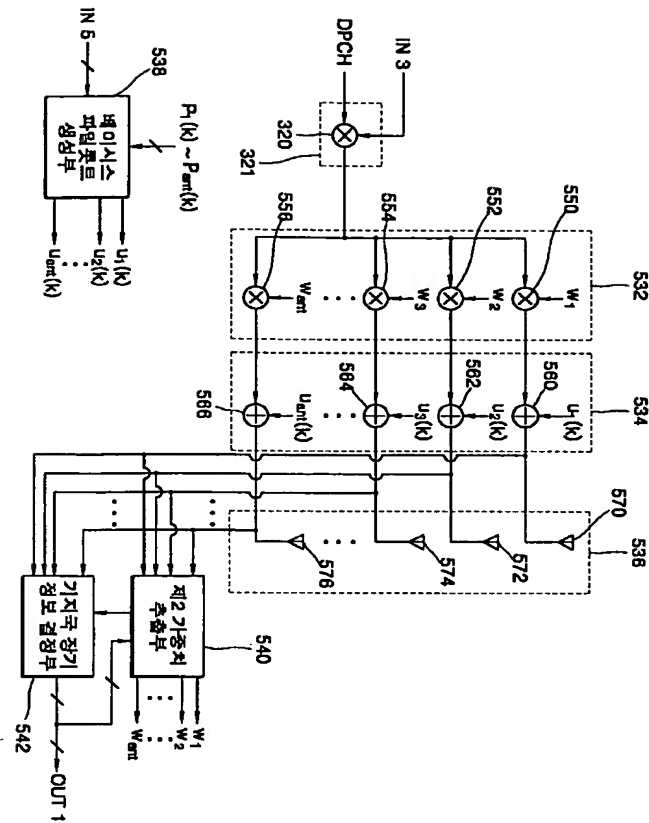 IN 5
538
베이시스
파일롯트
생성부
P₁(k) ~ Pant(k)
u₁(k)
u₂(k)
uant(k)
DPCH
IN 3
320
321
550
552
554
556
w₁
w₂
w₃
want
532
560
562
564
566
u₁(k)
u₂(k)
u₃(k)
uant(k)
534
570
572
574
576
536
제2 가중치
추출부
540
w₁
w₂
want
기지국 장기
정보 결정부
542
OUT 1